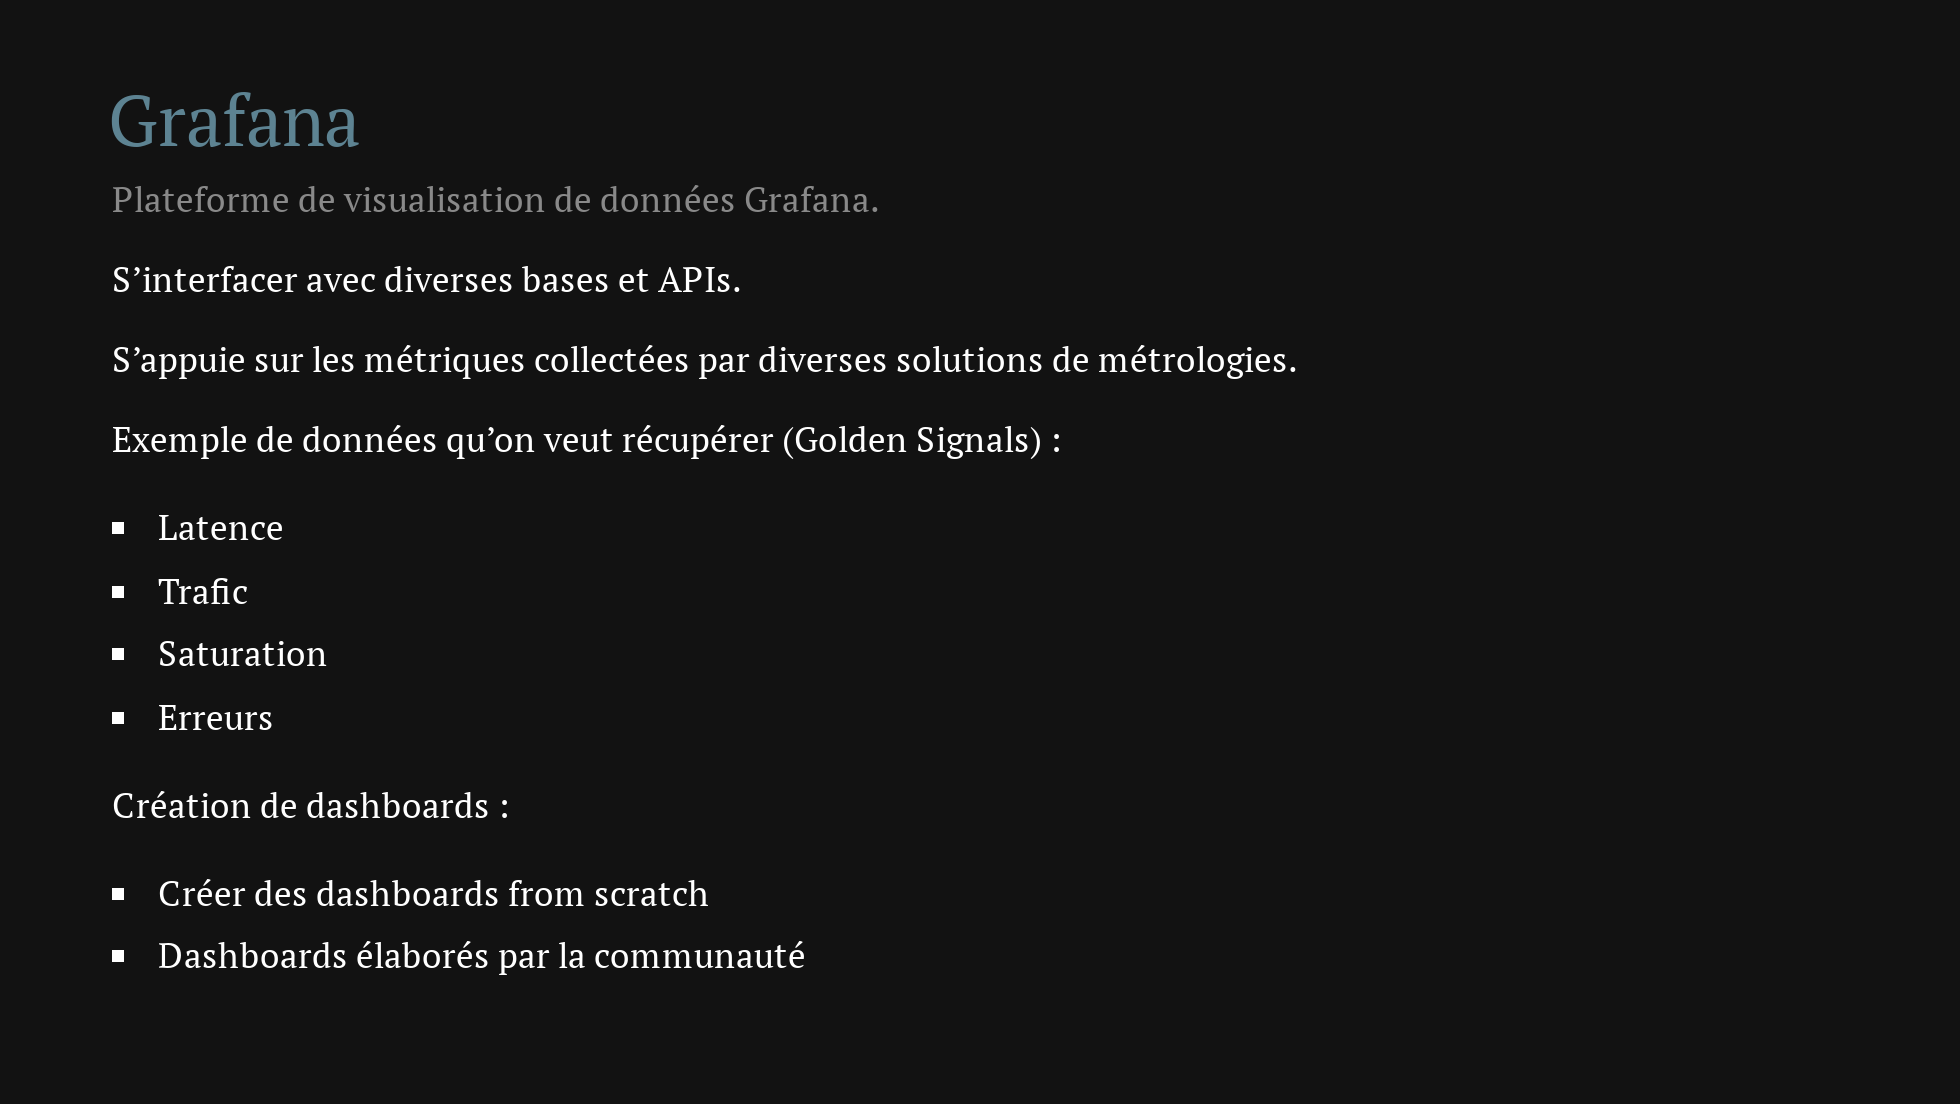 Grafana
Plateforme de visualisation de données Grafana.
S’interfacer avec diverses bases et APIs.
S’appuie sur les métriques collectées par diverses solutions de métrologies.
Exemple de données qu’on veut récupérer (Golden Signals) :
▪ Latence
▪ Trafic
▪ Saturation
▪ Erreurs
Création de dashboards :
▪ Créer des dashboards from scratch
▪ Dashboards élaborés par la communauté